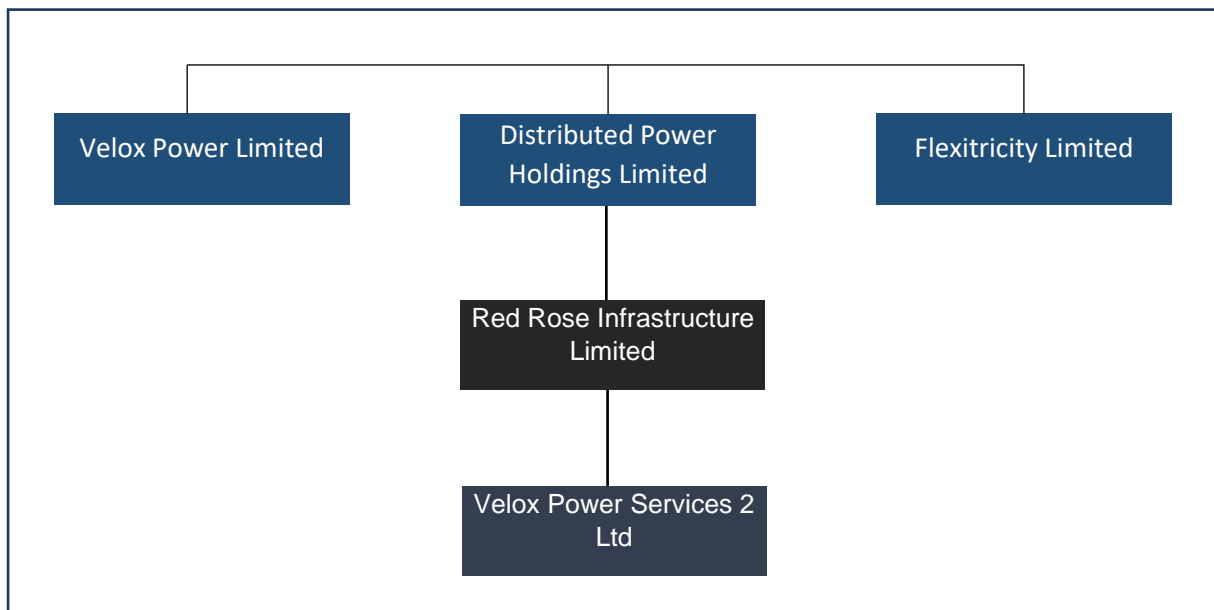 Velox Power Limited
Distributed Power
Holdings Limited
Flexitricity Limited
Red Rose Infrastructure
Limited
Velox Power Services 2
Ltd